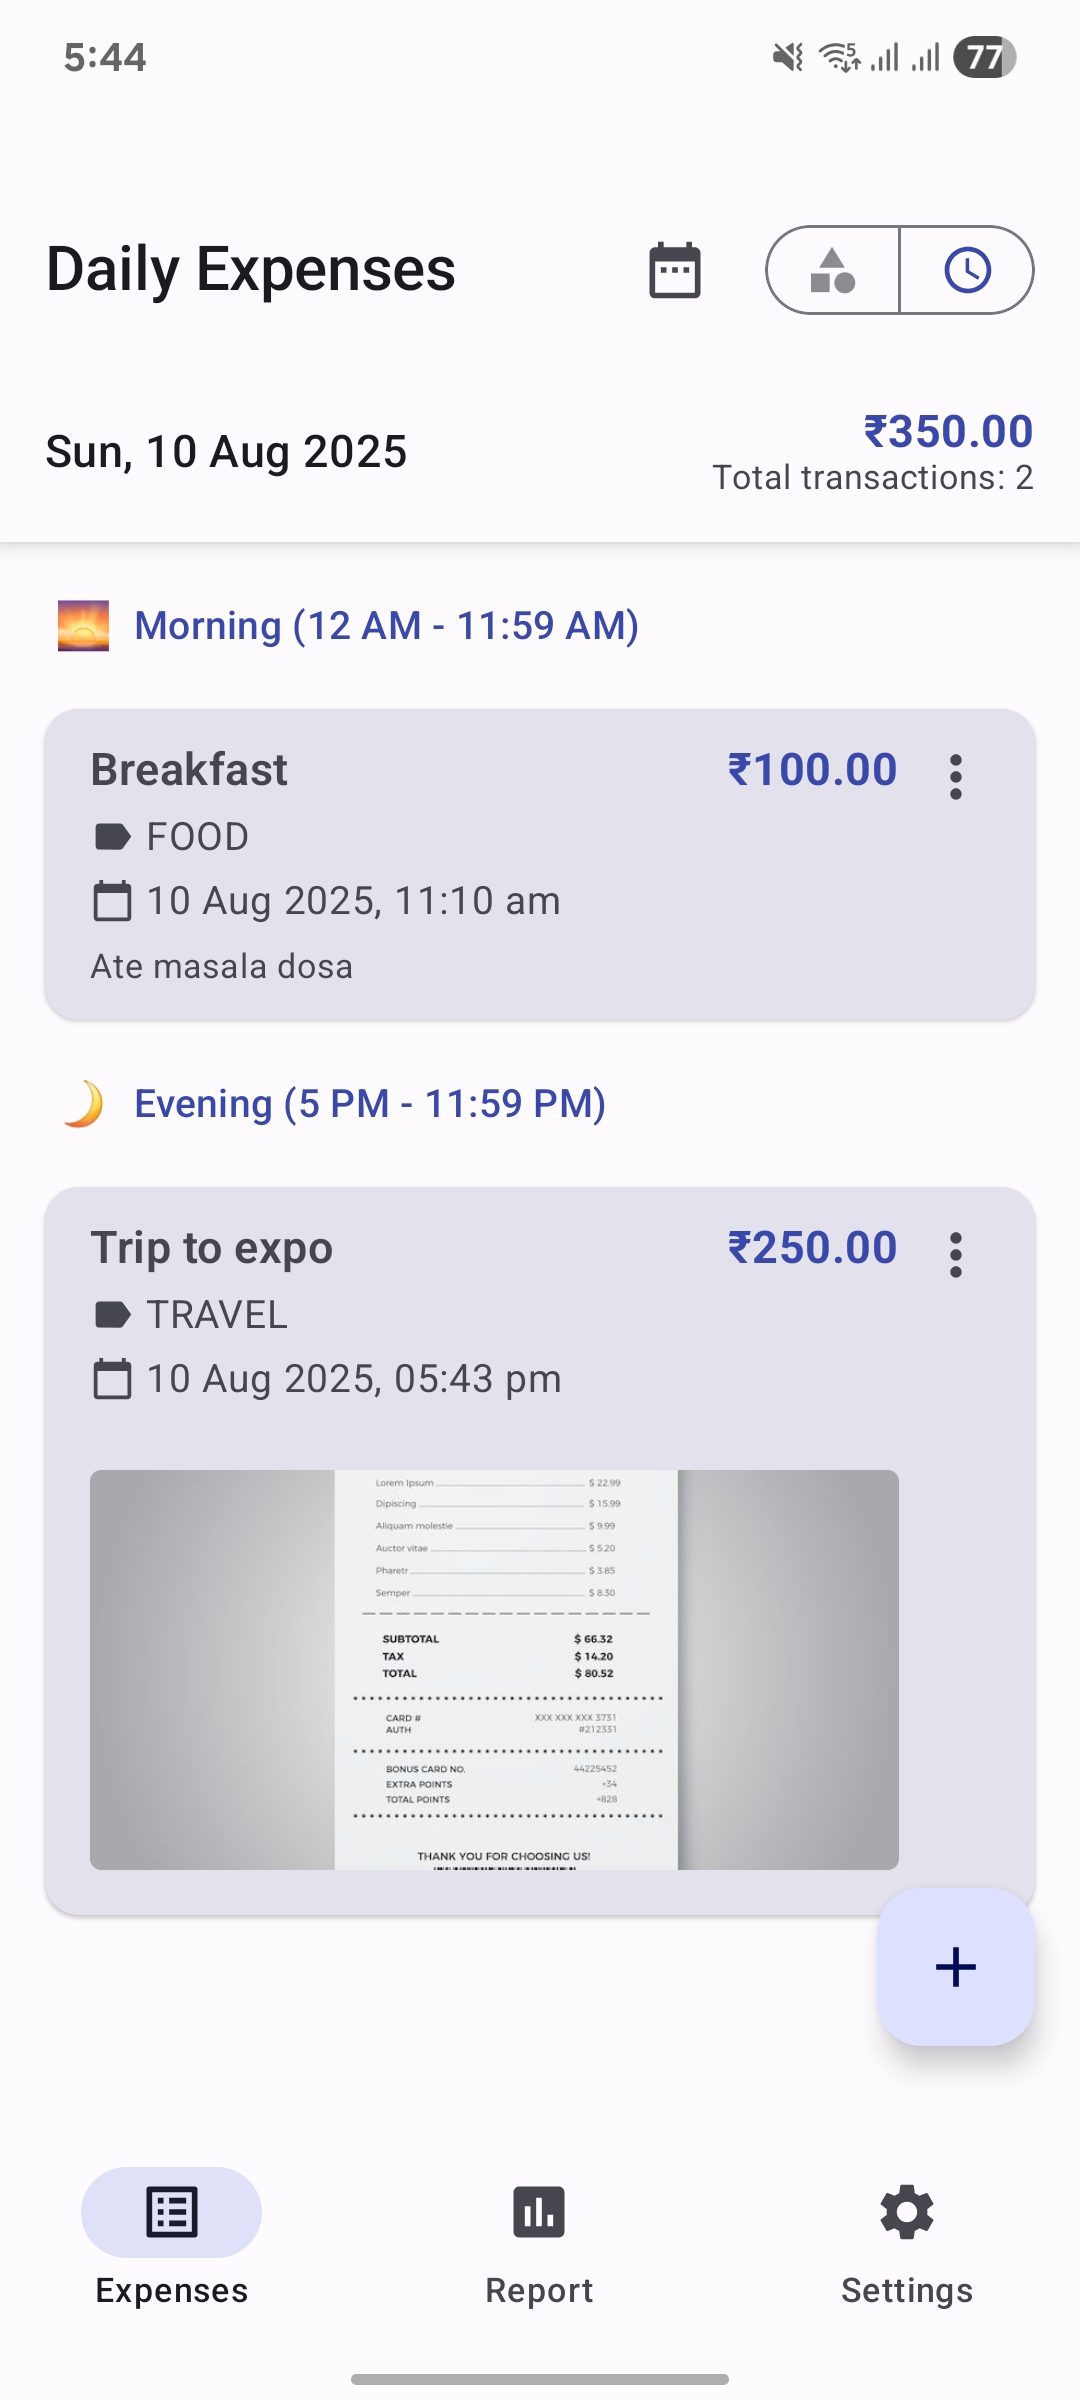 5:44
5
77
Daily Expenses
Sun, 10 Aug 2025
₹350.00
Total transactions: 2
Morning (12 AM - 11:59 AM)
Breakfast
₹100.00
FOOD
10 Aug 2025, 11:10 am
Ate masala dosa
Evening (5 PM - 11:59 PM)
Trip to expo
₹250.00
TRAVEL
10 Aug 2025, 05:43 pm
Lorem Ipsum $ 22.99
Dipiscing $ 15.99
Aliquam molestie $ 9.99
Auctor vitae $ 5.20
Pharetr $ 3.85
Semper $ 8.30
SUBTOTAL $ 66.32
TAX $ 14.20
TOTAL $ 80.52
CARD # XXX XXX XXX 3731
AUTH #212331
BONUS CARD NO. 44225452
EXTRA POINTS +34
TOTAL POINTS +828
THANK YOU FOR CHOOSING US!
Expenses
Report
Settings